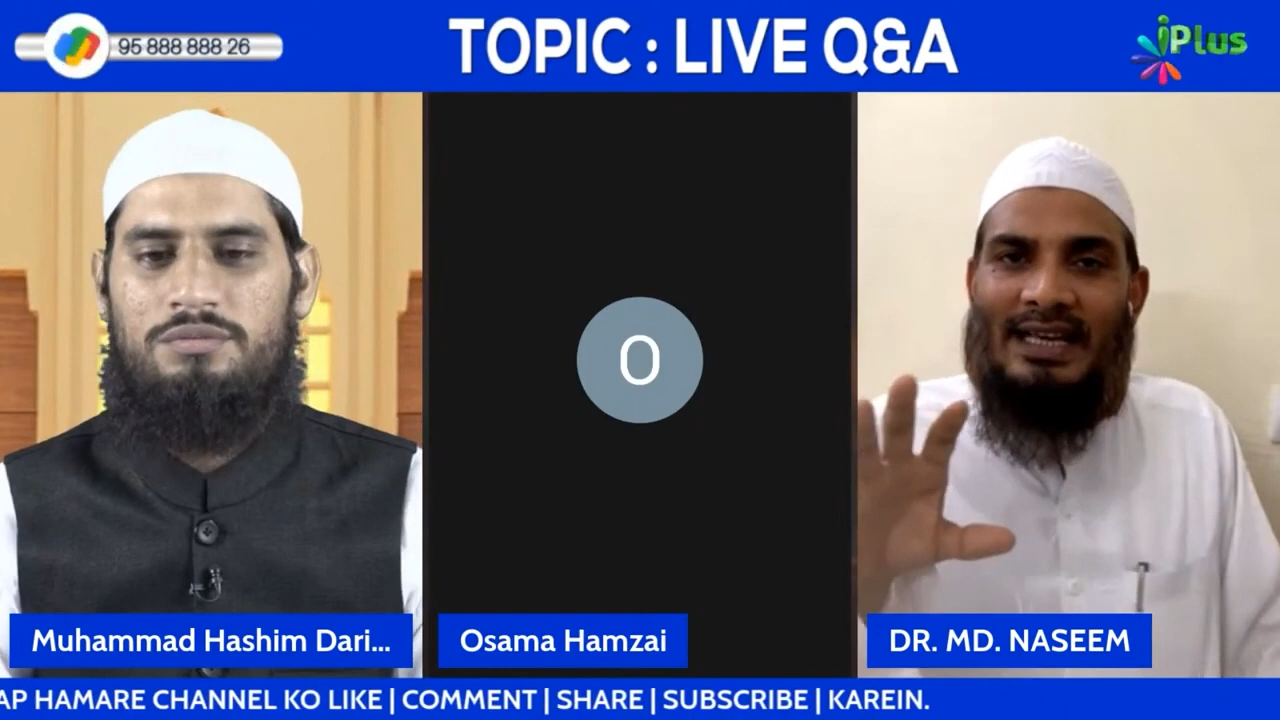 95 888 888 26
TOPIC : LIVE Q&A
iPlus
O
Muhammad Hashim Dari...
Osama Hamzai
DR. MD. NASEEM
AP HAMARE CHANNEL KO LIKE | COMMENT | SHARE | SUBSCRIBE | KAREIN.